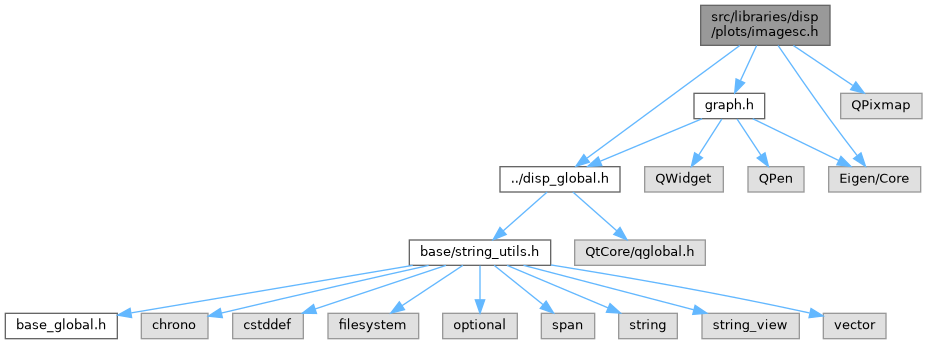 src/libraries/disp
/plots/imagesc.h
graph.h
QPixmap
../disp_global.h
QWidget
QPen
Eigen/Core
base/string_utils.h
QtCore/qglobal.h
base_global.h
chrono
cstddef
filesystem
optional
span
string
string_view
vector